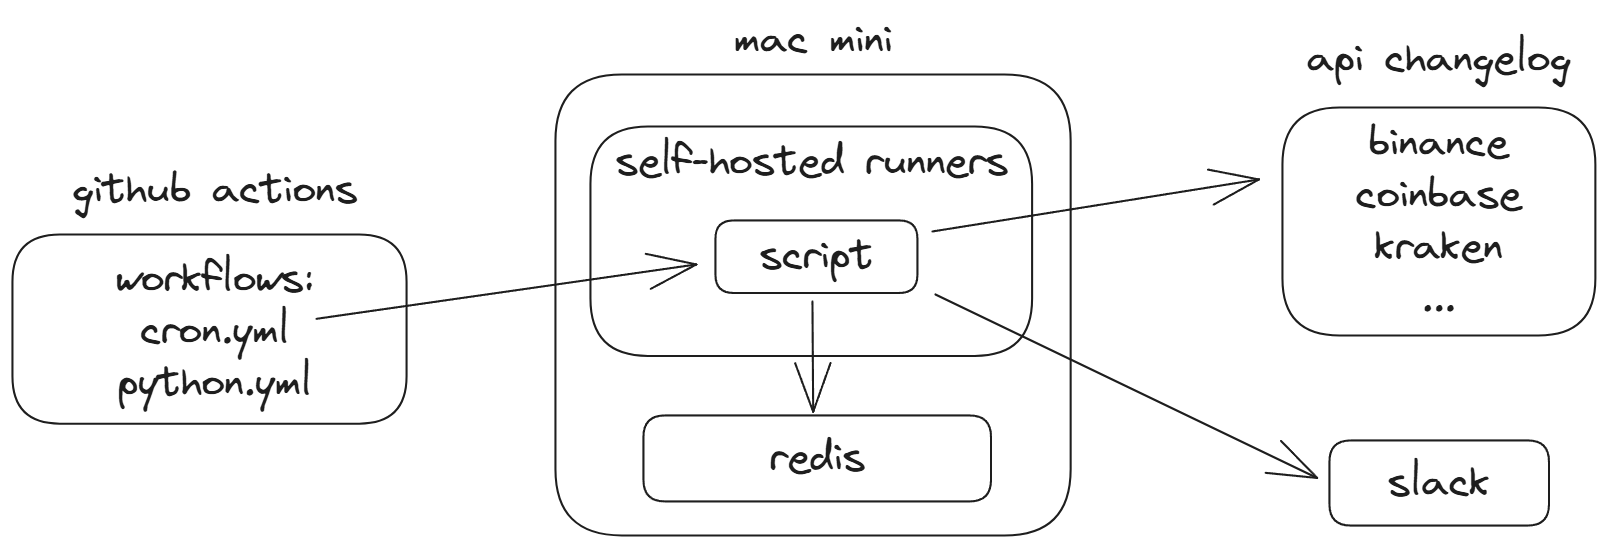 mac mini
api changelog
github actions
workflows:
cron.yml
python.yml
self-hosted runners
script
redis
binance
coinbase
kraken
...
slack